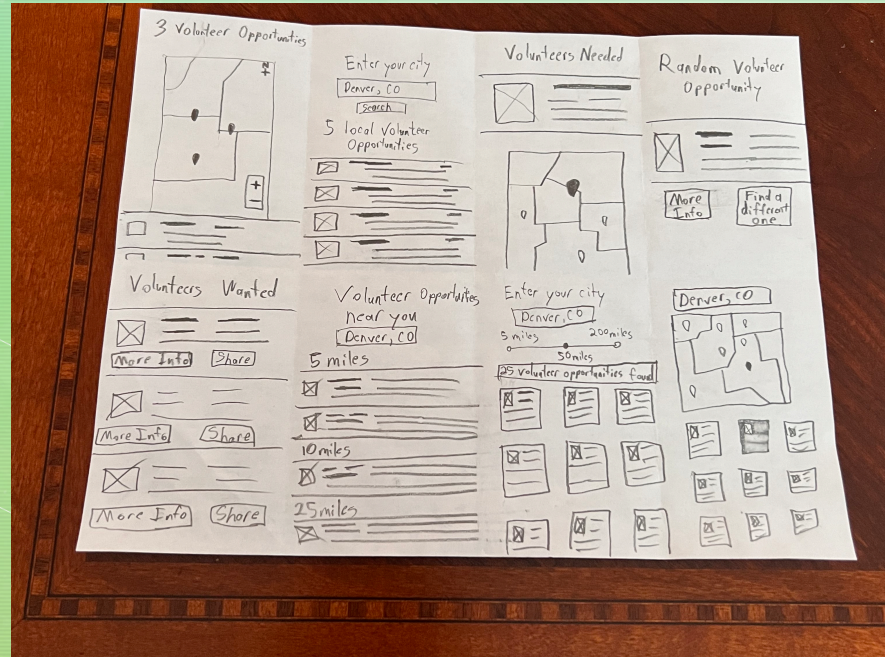 3 Volunteer Opportunities
N
+
−
Enter your city
Denver, CO
Search
5 local Volunteer
Opportunities
Volunteers Needed
Random Volunteer
Opportunity
More
Info
Find a
different
one
Volunteers Wanted
More Info
Share
More Info
Share
More Info
Share
Volunteer Opportunities
near you
Denver, CO
5 miles
10 miles
25 miles
Enter your city
Denver, CO
5 miles
200 miles
50 miles
25 volunteer opportunities found
Denver, CO